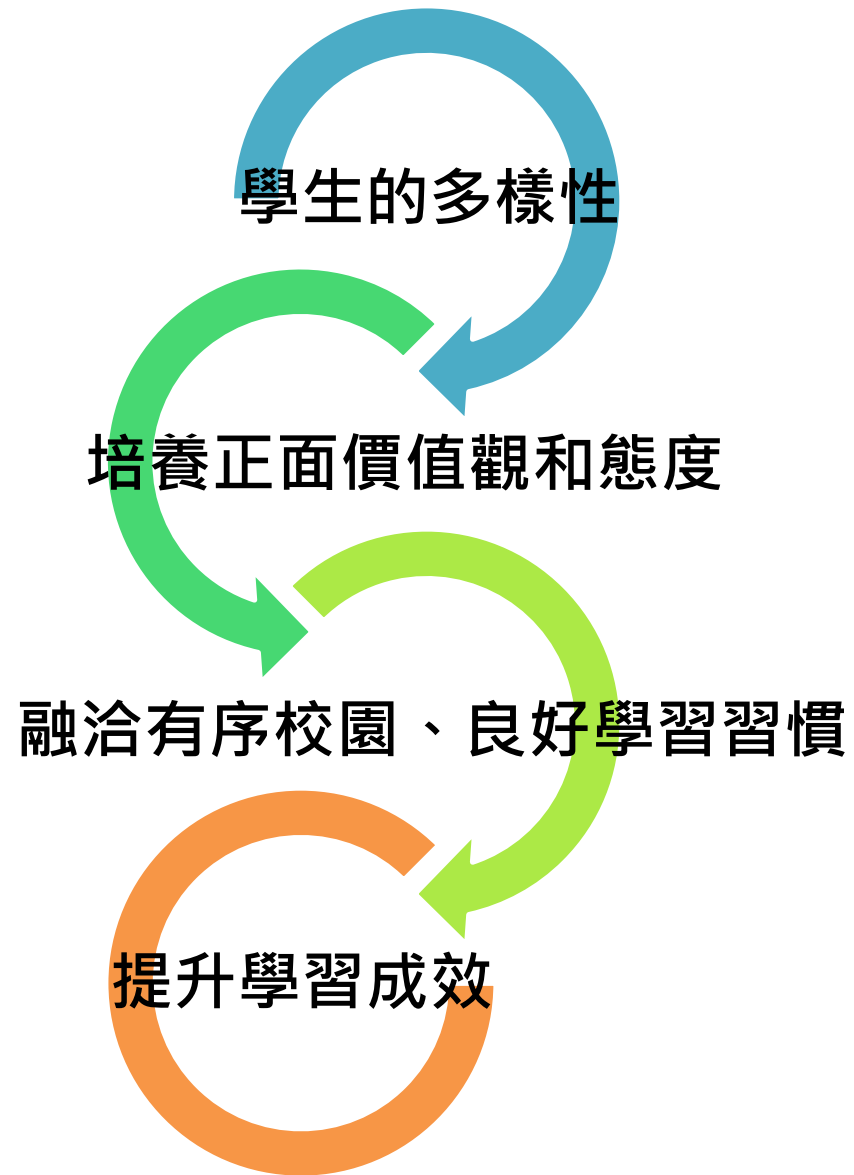 學生的多樣性
培養正面價值觀和態度
融洽有序校園、良好學習習慣
提升學習成效